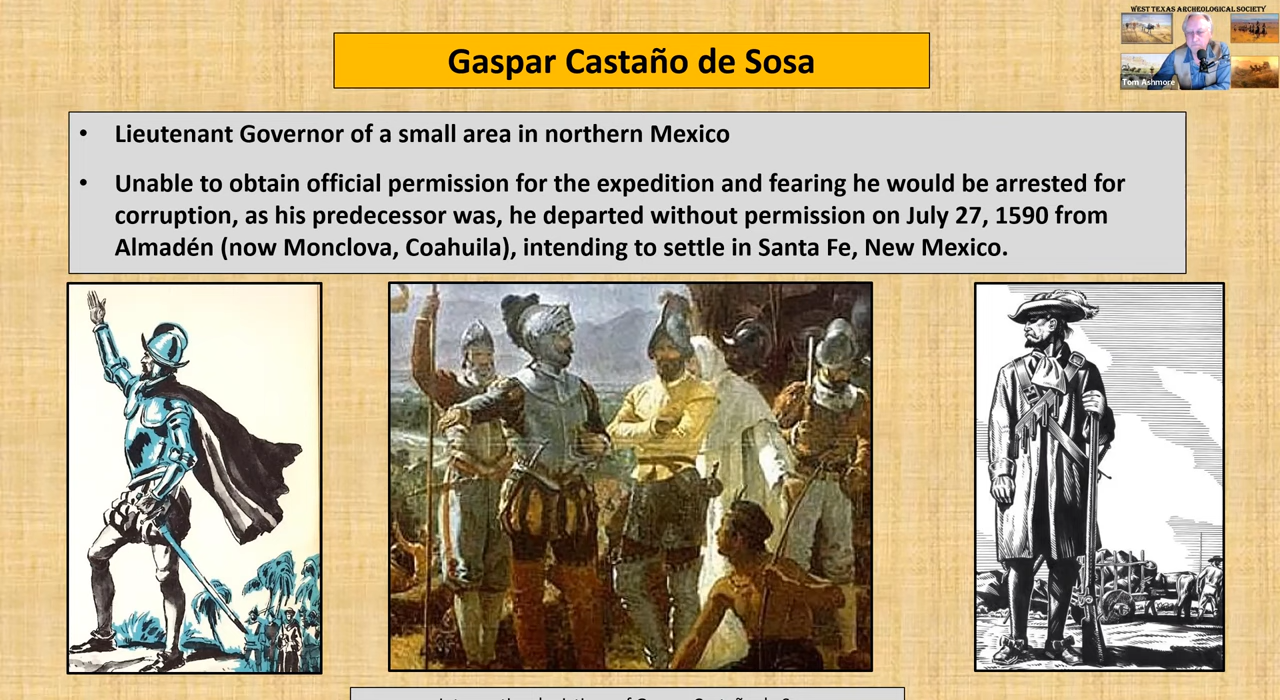 WEST TEXAS ARCHEOLOGICAL SOCIETY
Tom Ashmore
Gaspar Castaño de Sosa
• Lieutenant Governor of a small area in northern Mexico
• Unable to obtain official permission for the expedition and fearing he would be arrested for
corruption, as his predecessor was, he departed without permission on July 27, 1590 from
Almadén (now Monclova, Coahuila), intending to settle in Santa Fe, New Mexico.